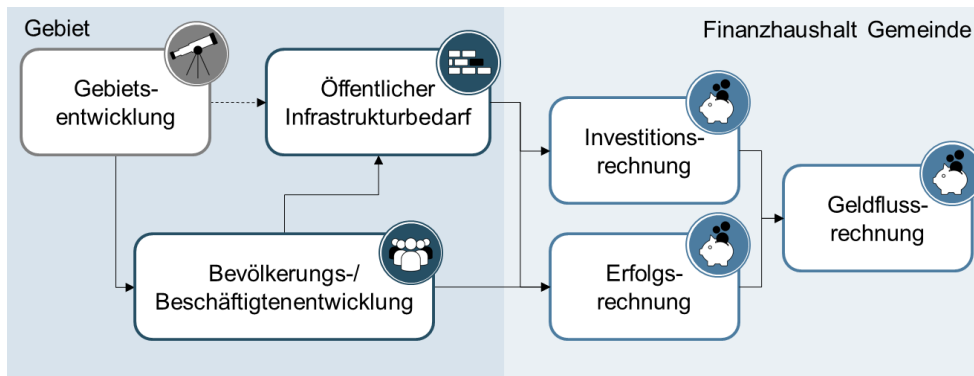 Gebiet
Finanzhaushalt Gemeinde
Gebiets-
entwicklung
Öffentlicher
Infrastrukturbedarf
Investitions-
rechnung
Geldfluss-
rechnung
Bevölkerungs-/
Beschäftigtenentwicklung
Erfolgs-
rechnung